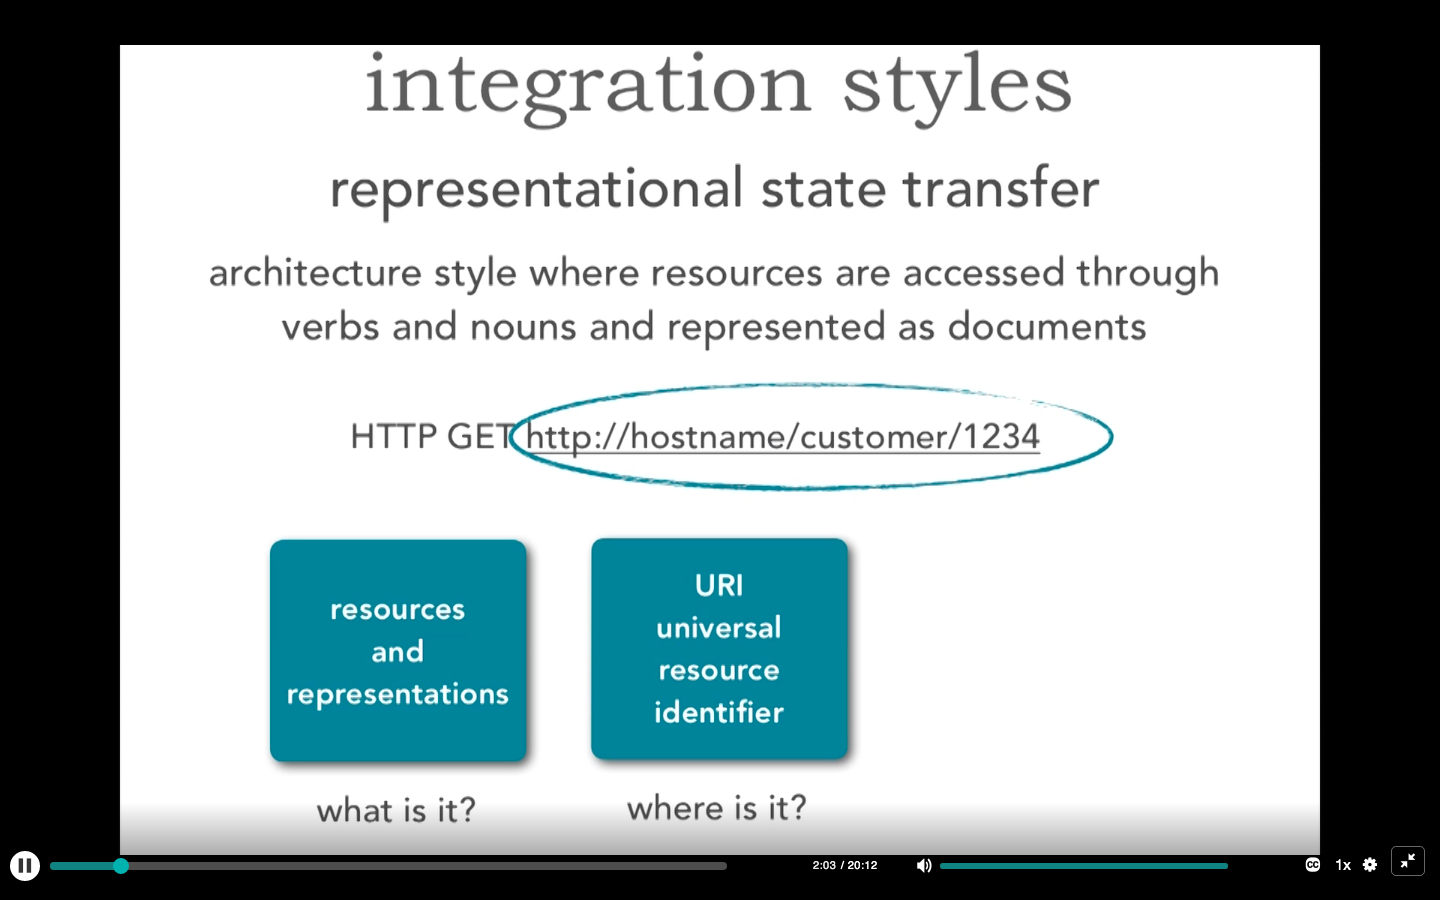 integration styles
representational state transfer
architecture style where resources are accessed through
verbs and nouns and represented as documents
HTTP GET http://hostname/customer/1234
resources
and
representations
URI
universal
resource
identifier
what is it?
where is it?
2:03 / 20:12
CC
1x